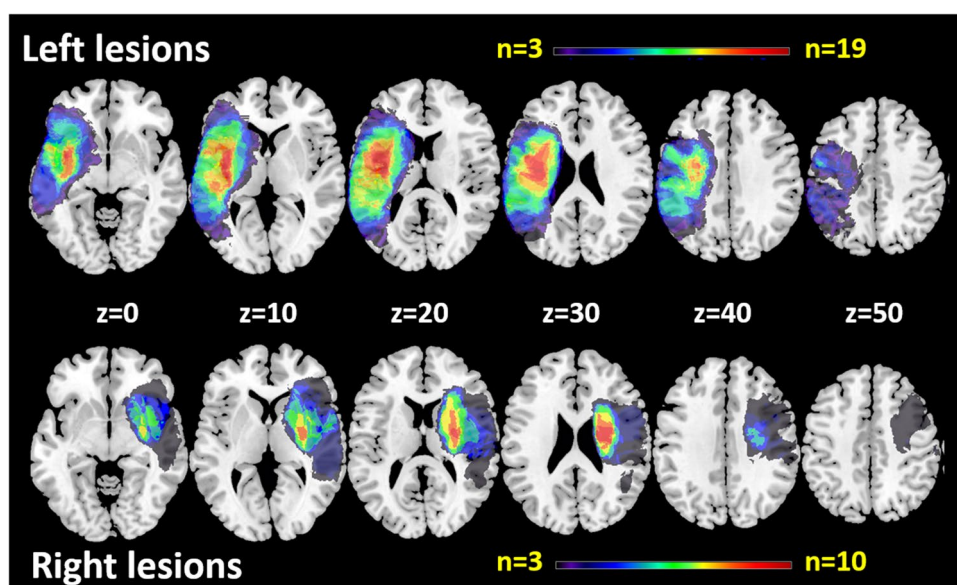 Left lesions
n=3 n=19
z=0 z=10 z=20 z=30 z=40 z=50
Right lesions
n=3 n=10